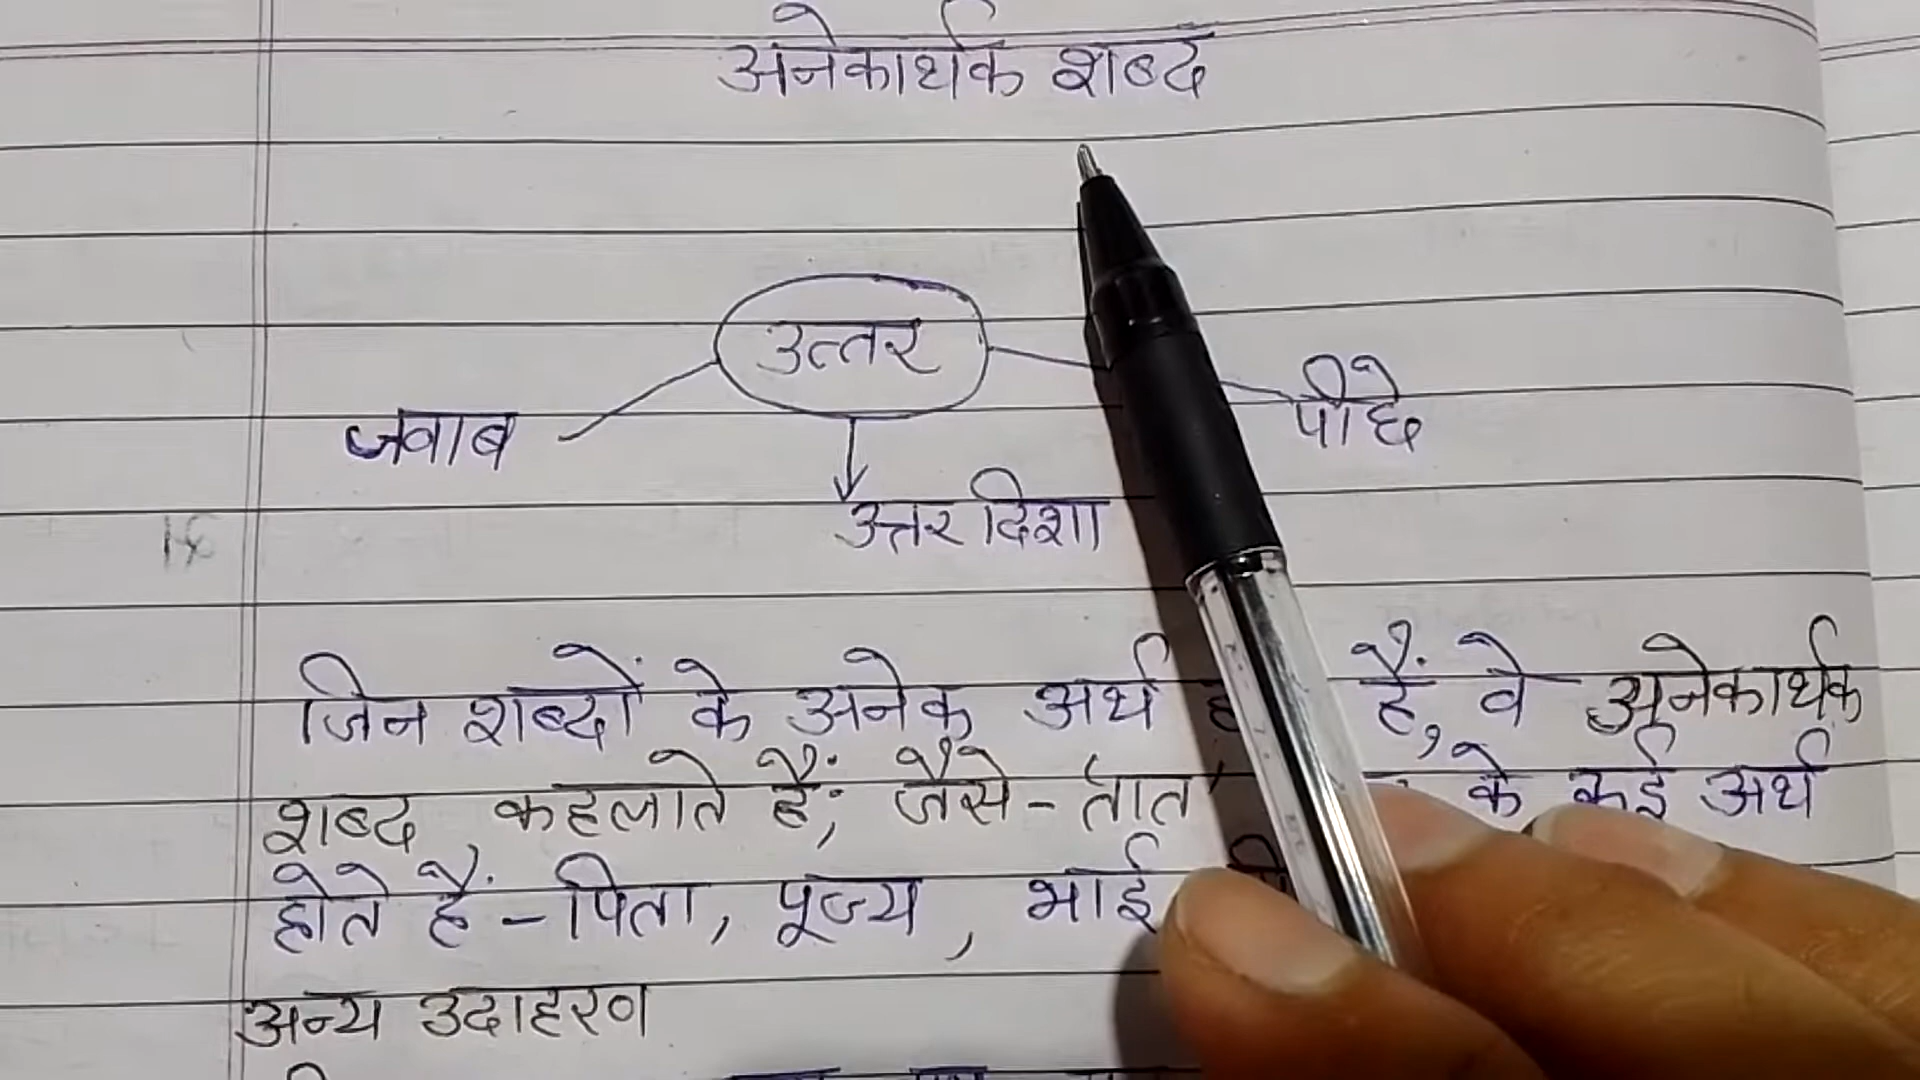 अनेकार्थक शब्द
उत्तर
जवाब
पीछे
उत्तर दिशा
जिन शब्दों के अनेक अर्थ हैं, वे अनेकार्थक
शब्द कहलाते हैं; जैसे- 'तात' के कई अर्थ
होते हैं - पिता, पूज्य, भाई
अन्य उदाहरण